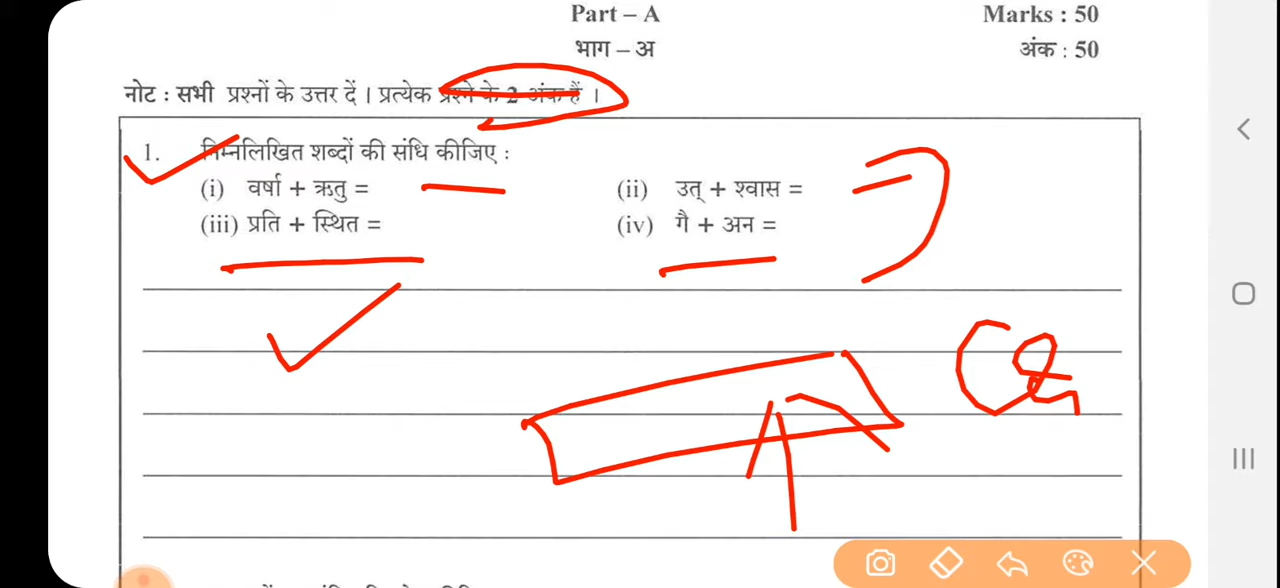 Part – A
Marks : 50
भाग – अ
अंक : 50
नोट : सभी प्रश्नों के उत्तर दें । प्रत्येक प्रश्न के 2 अंक हैं ।
1. निम्नलिखित शब्दों की संधि कीजिए :
(i) वर्षा + ऋतु =
(ii) उत् + श्वास =
(iii) प्रति + स्थित =
(iv) गै + अन =